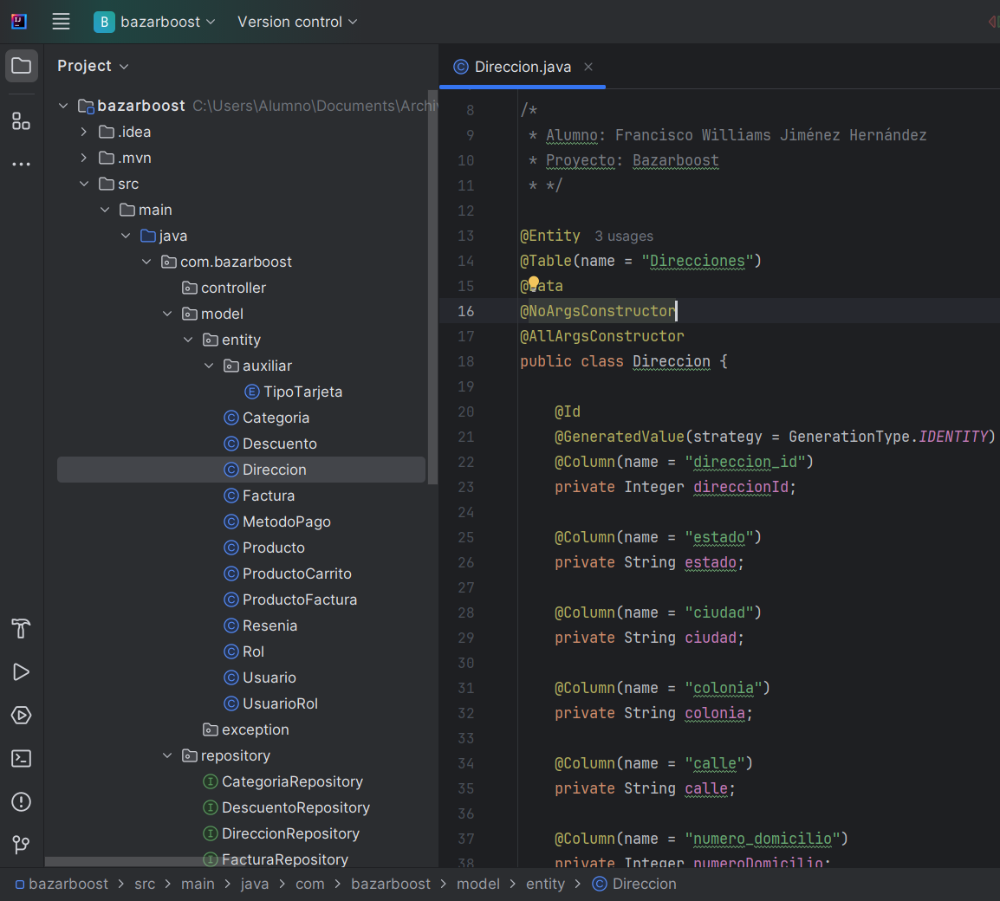 B bazarboost Version control
Project
bazarboost C:\Users\Alumno\Documents\Archi
.idea
.mvn
src
main
java
com.bazarboost
controller
model
entity
auxiliar
E TipoTarjeta
C Categoria
C Descuento
C Direccion
C Factura
C MetodoPago
C Producto
C ProductoCarrito
C ProductoFactura
C Resenia
C Rol
C Usuario
C UsuarioRol
exception
repository
I CategoriaRepository
I DescuentoRepository
I DireccionRepository
I FacturaRepository
C Direccion.java
8 /*
9 * Alumno: Francisco Williams Jiménez Hernández
10 * Proyecto: Bazarboost
11 * */
12
13 @Entity 3 usages
14 @Table(name = "Direcciones")
15 @Data
16 @NoArgsConstructor
17 @AllArgsConstructor
18 public class Direccion {
19
20 @Id
21 @GeneratedValue(strategy = GenerationType.IDENTITY)
22 @Column(name = "direccion_id")
23 private Integer direccionId;
24
25 @Column(name = "estado")
26 private String estado;
27
28 @Column(name = "ciudad")
29 private String ciudad;
30
31 @Column(name = "colonia")
32 private String colonia;
33
34 @Column(name = "calle")
35 private String calle;
36
37 @Column(name = "numero_domicilio")
38 private Integer numeroDomicilio;
bazarboost > src > main > java > com > bazarboost > model > entity > C Direccion